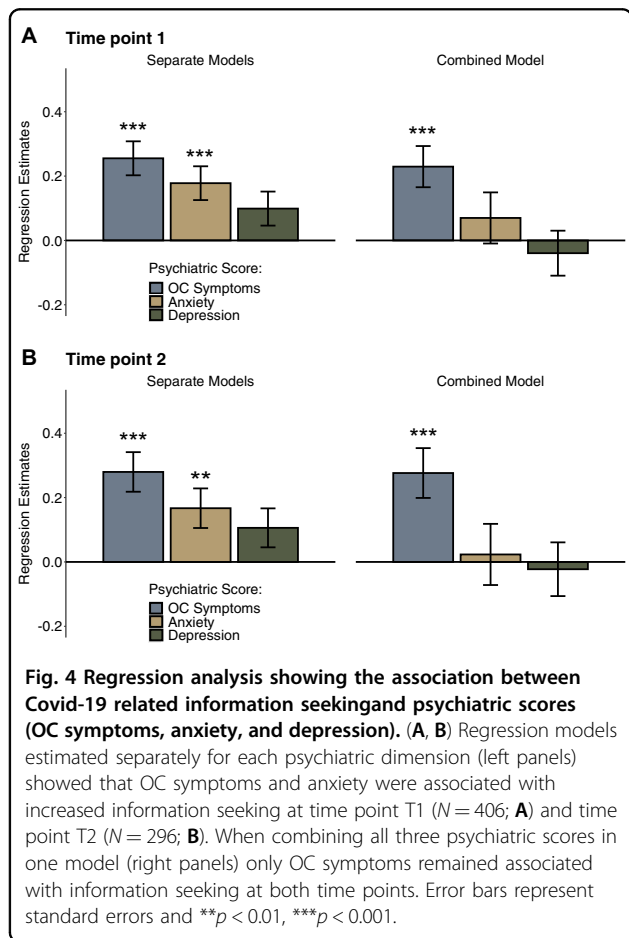 A Time point 1
Separate Models Combined Model
Regression Estimates
0.4
0.2
0.0
-0.2
*** *** ***
Psychiatric Score:
OC Symptoms
Anxiety
Depression
B Time point 2
Separate Models Combined Model
Regression Estimates
0.4
0.2
0.0
-0.2
*** ** ***
Psychiatric Score:
OC Symptoms
Anxiety
Depression
Fig. 4 Regression analysis showing the association between
Covid-19 related information seekingand psychiatric scores
(OC symptoms, anxiety, and depression). (A, B) Regression models
estimated separately for each psychiatric dimension (left panels)
showed that OC symptoms and anxiety were associated with
increased information seeking at time point T1 (N = 406; A) and time
point T2 (N = 296; B). When combining all three psychiatric scores in
one model (right panels) only OC symptoms remained associated
with information seeking at both time points. Error bars represent
standard errors and **p < 0.01, ***p < 0.001.